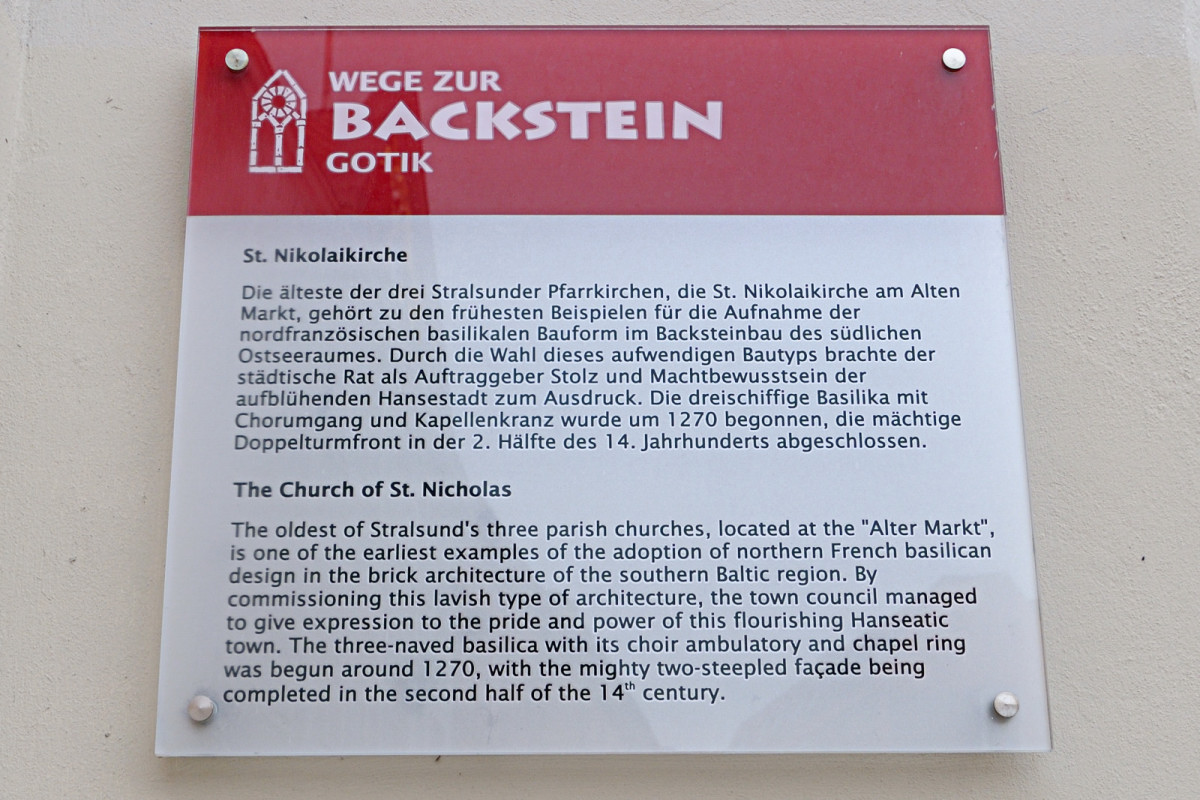 WEGE ZUR
BACKSTEIN
GOTIK
St. Nikolaikirche
Die älteste der drei Stralsunder Pfarrkirchen, die St. Nikolaikirche am Alten
Markt, gehört zu den frühesten Beispielen für die Aufnahme der
nordfranzösischen basilikalen Bauform im Backsteinbau des südlichen
Ostseeraumes. Durch die Wahl dieses aufwendigen Bautyps brachte der
städtische Rat als Auftraggeber Stolz und Machtbewusstsein der
aufblühenden Hansestadt zum Ausdruck. Die dreischiffige Basilika mit
Chorumgang und Kapellenkranz wurde um 1270 begonnen, die mächtige
Doppelturmfront in der 2. Hälfte des 14. Jahrhunderts abgeschlossen.
The Church of St. Nicholas
The oldest of Stralsund's three parish churches, located at the "Alter Markt",
is one of the earliest examples of the adoption of northern French basilican
design in the brick architecture of the southern Baltic region. By
commissioning this lavish type of architecture, the town council managed
to give expression to the pride and power of this flourishing Hanseatic
town. The three-naved basilica with its choir ambulatory and chapel ring
was begun around 1270, with the mighty two-steepled façade being
completed in the second half of the 14th century.